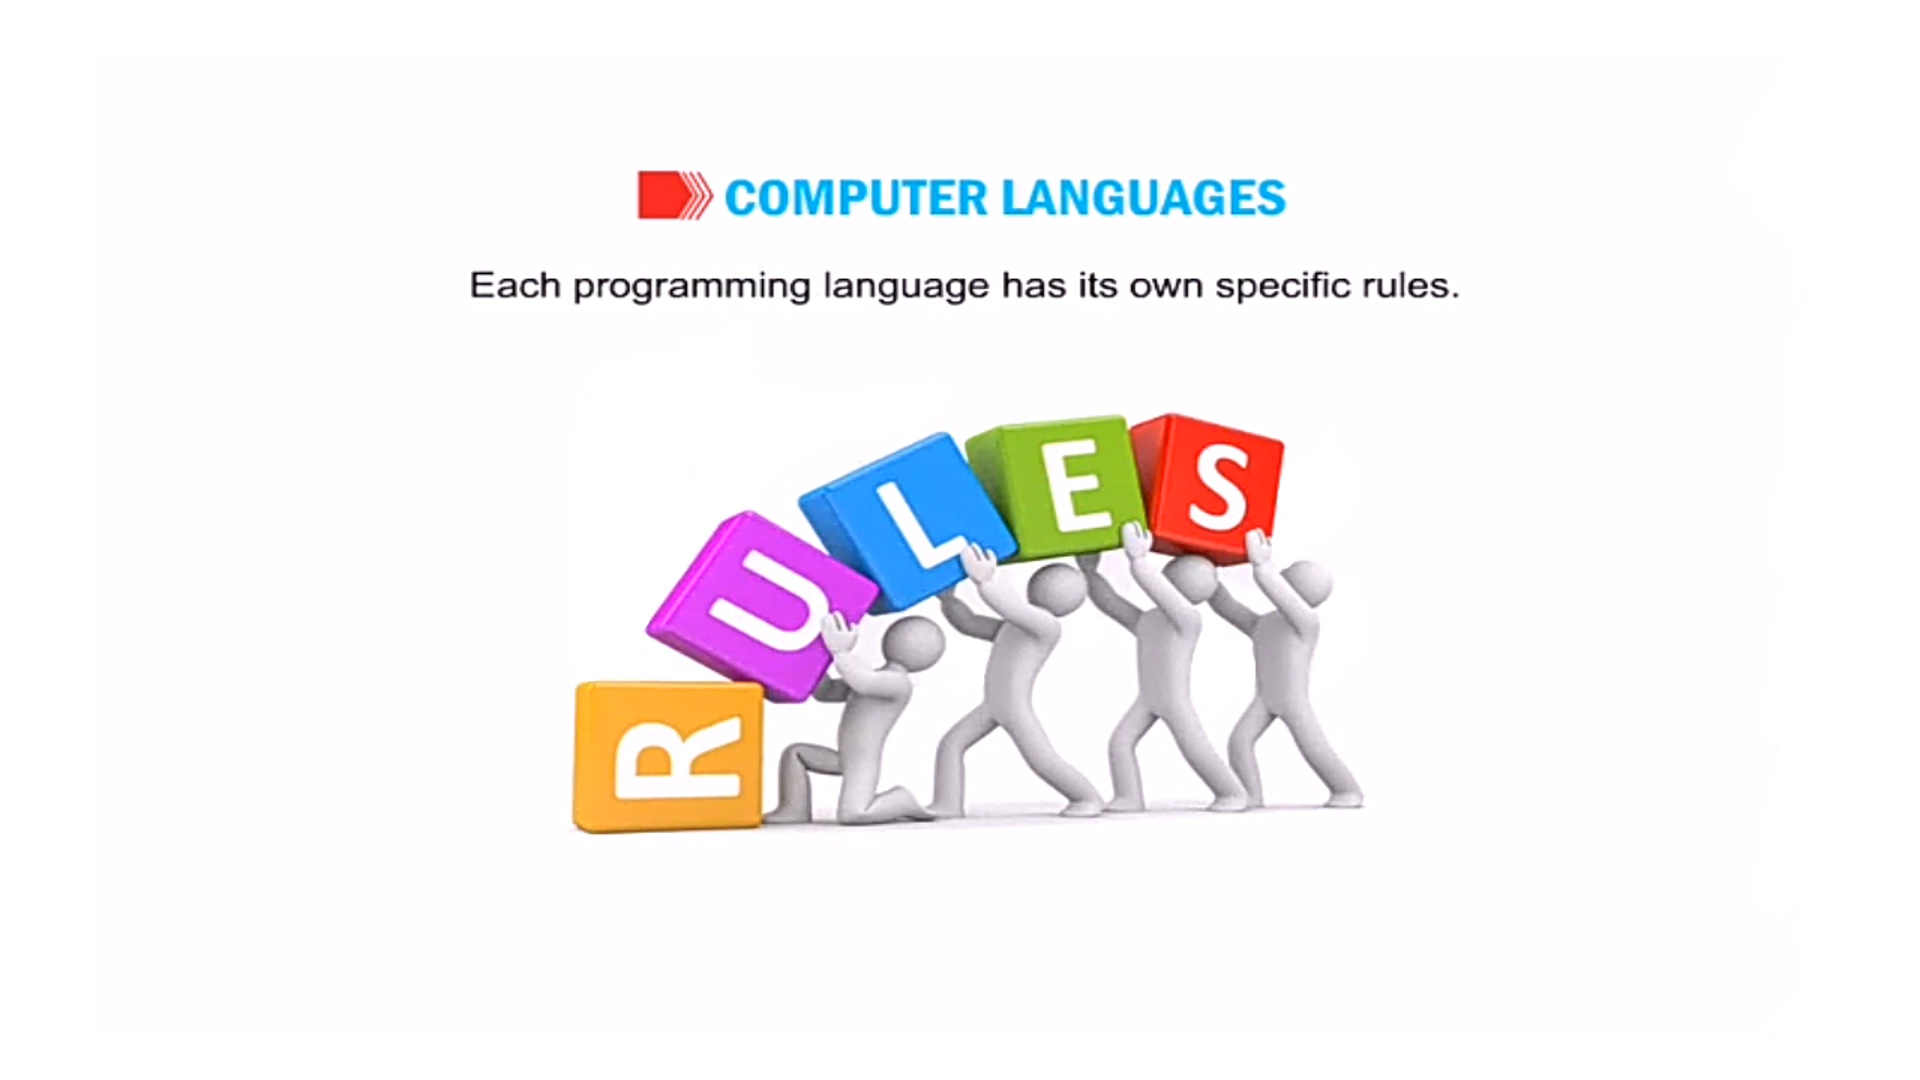 COMPUTER LANGUAGES
Each programming language has its own specific rules.
RULES